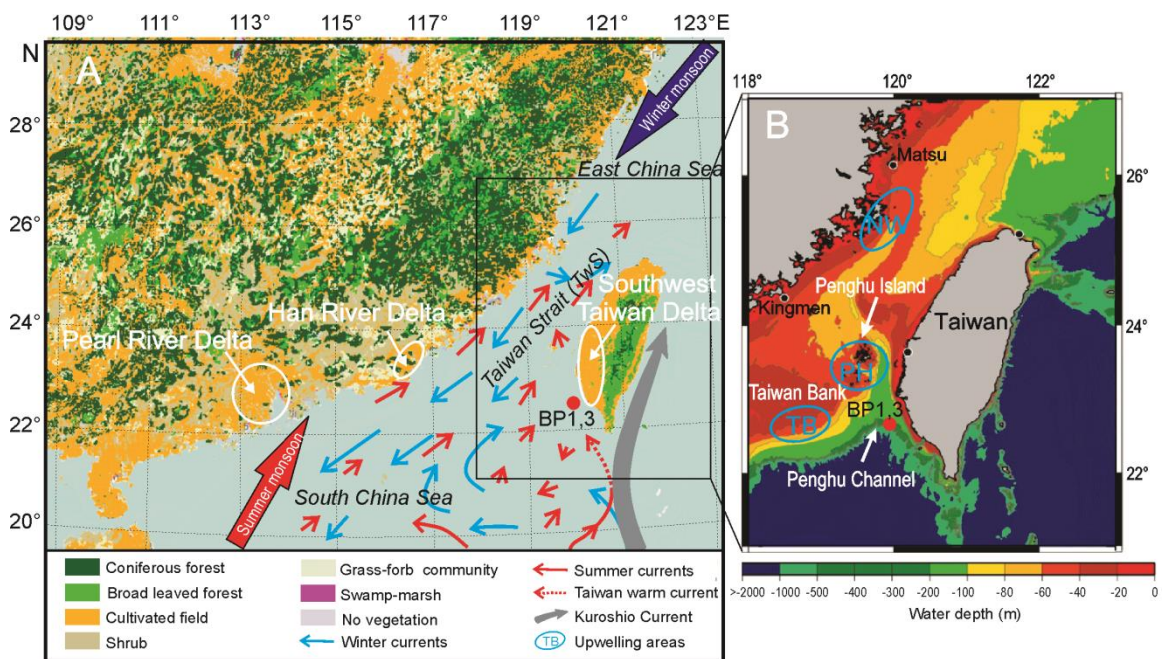 109° 111° 113° 115° 117° 119° 121° 123° E
N
A
28°
26°
24°
22°
20°
Winter monsoon
East China Sea
Taiwan Strait (TwS)
Southwest
Taiwan Delta
Han River Delta
Pearl River Delta
BP1,3
South China Sea
Summer monsoon
Coniferous forest
Broad leaved forest
Cultivated field
Shrub
Grass-forb community
Swamp-marsh
No vegetation
Winter currents
Summer currents
Taiwan warm current
Kuroshio Current
TB
Upwelling areas
118° 120° 122°
B
Matsu
26°
NW
Penghu Island
Kingmen
Taiwan
24°
PH
Taiwan Bank
BP1,3
TB
Penghu Channel
22°
>-2000 -1000 -500 -400 -300 -200 -100 -80 -60 -40 -20 0
Water depth (m)